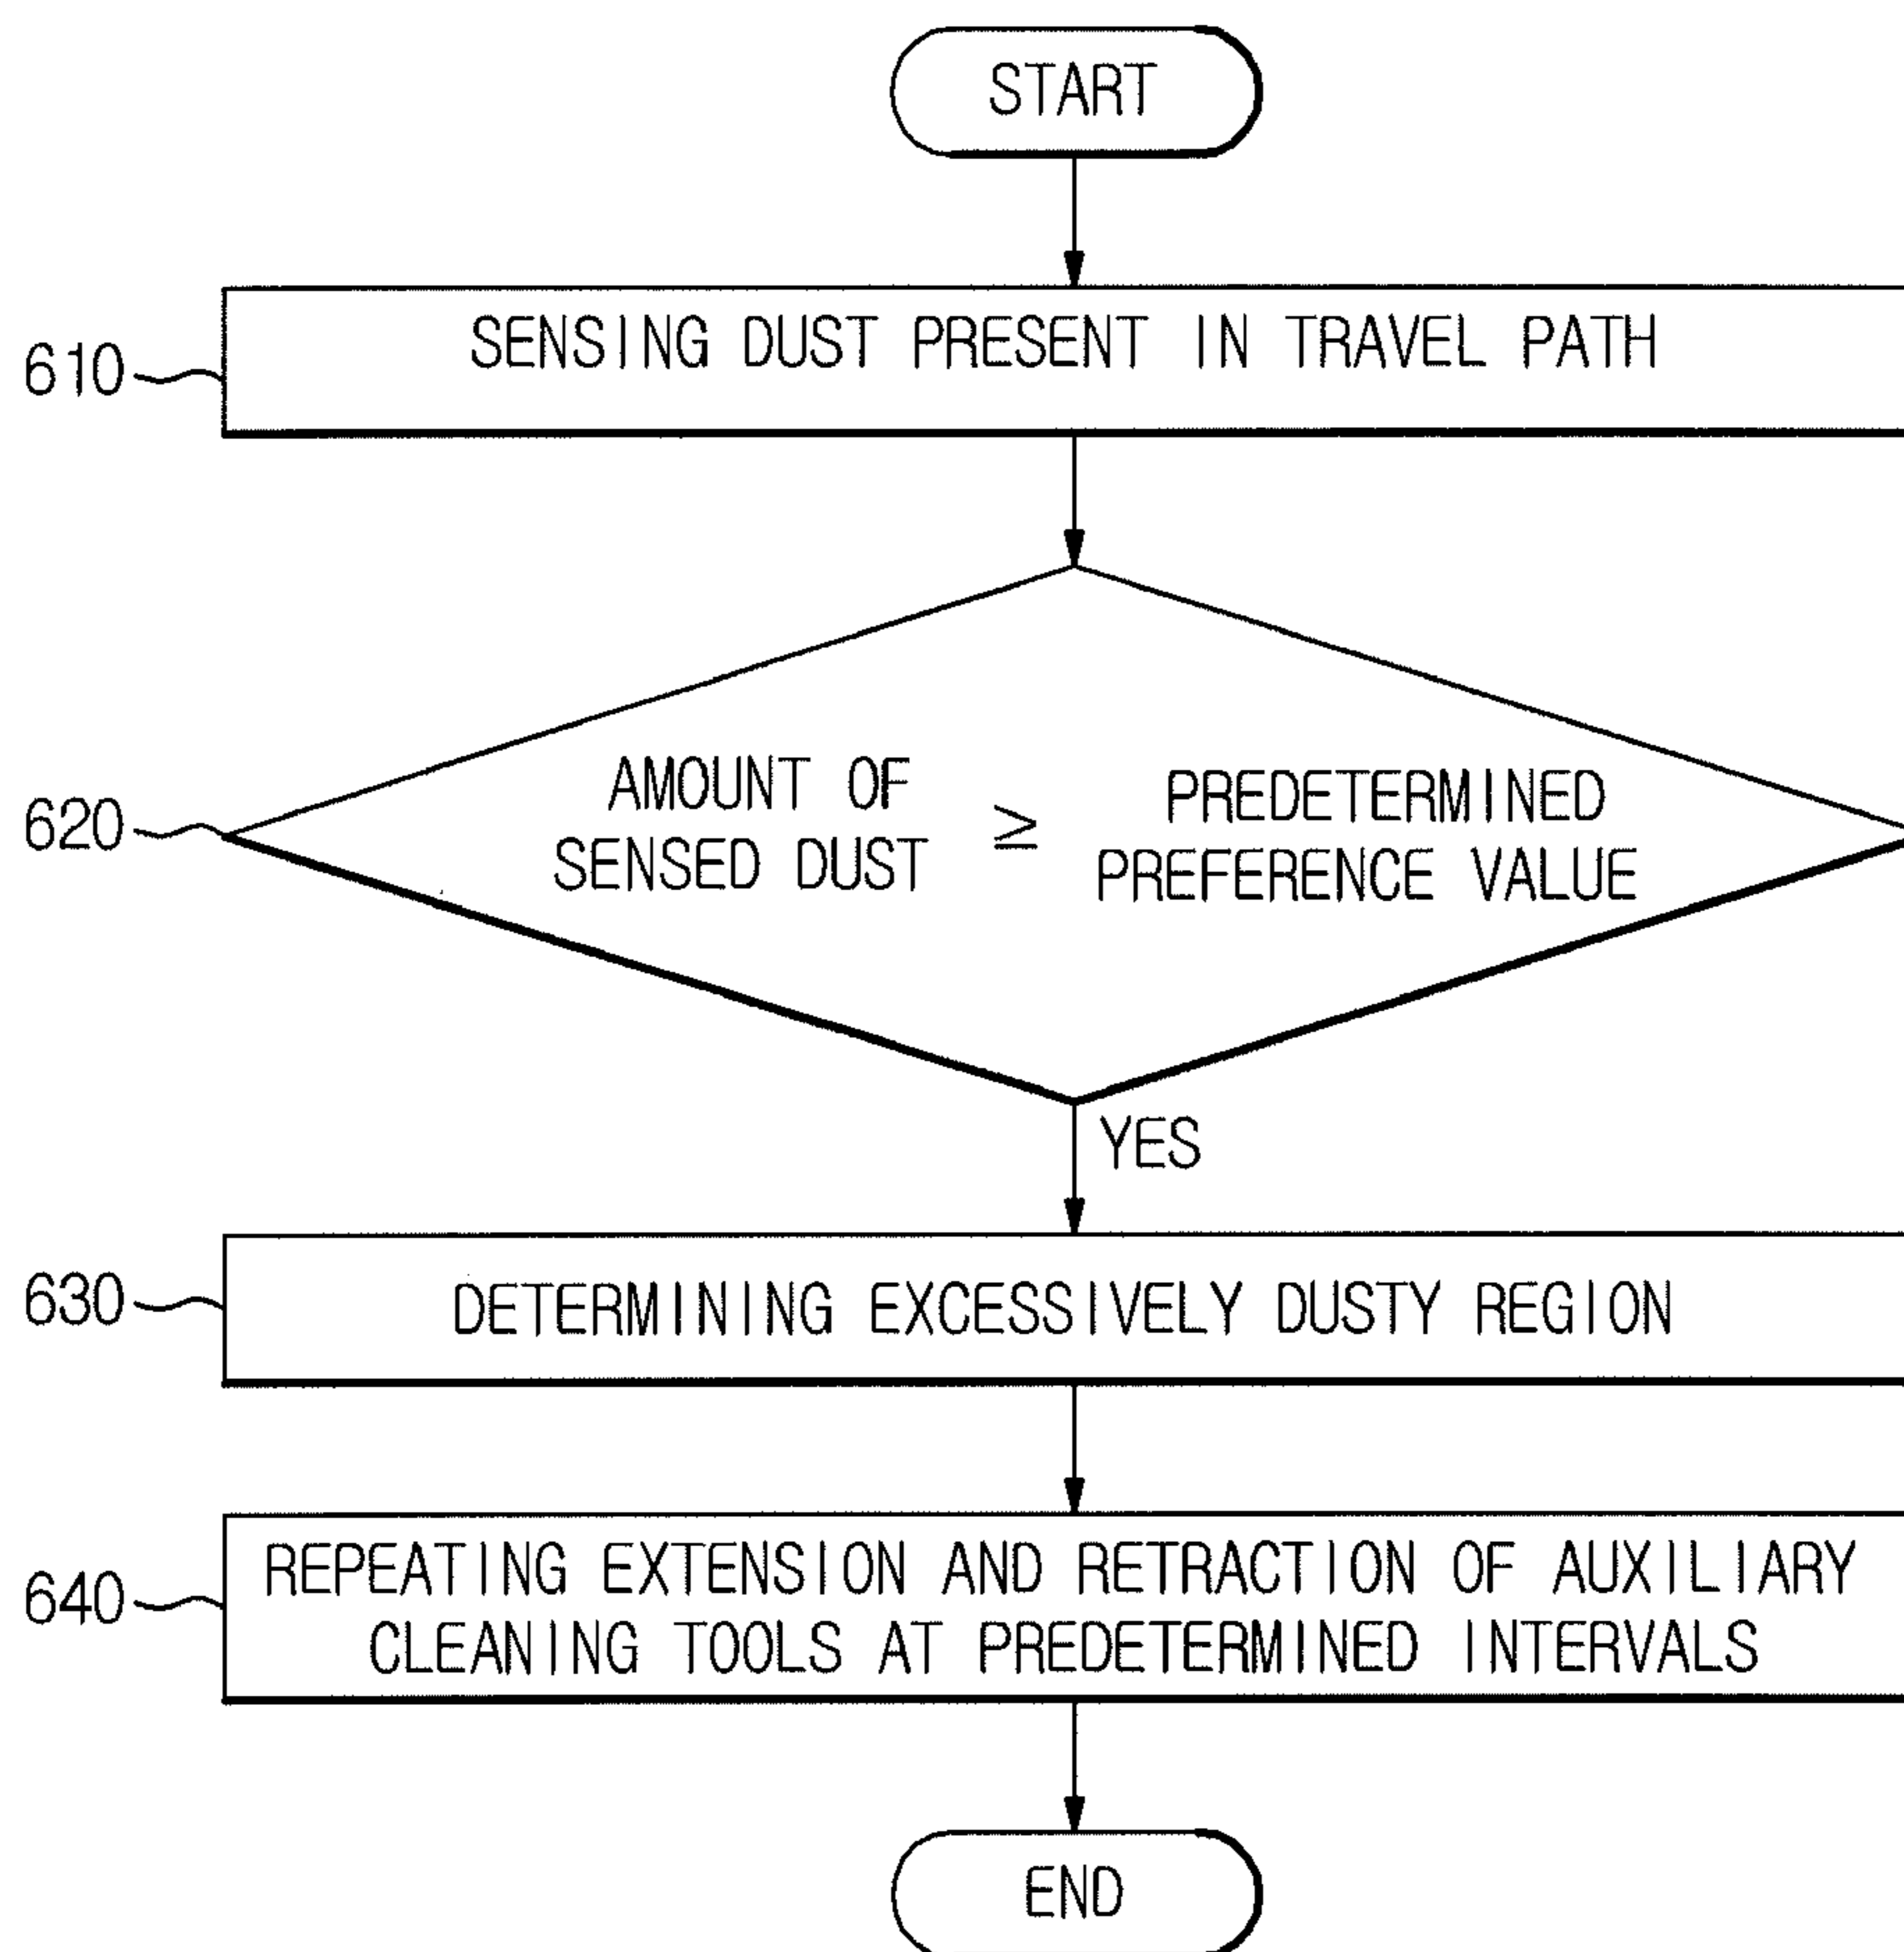 START
610
SENSING DUST PRESENT IN TRAVEL PATH
620
AMOUNT OF
SENSED DUST
≥
PREDETERMINED
PREFERENCE VALUE
YES
630
DETERMINING EXCESSIVELY DUSTY REGION
640
REPEATING EXTENSION AND RETRACTION OF AUXILIARY
CLEANING TOOLS AT PREDETERMINED INTERVALS
END